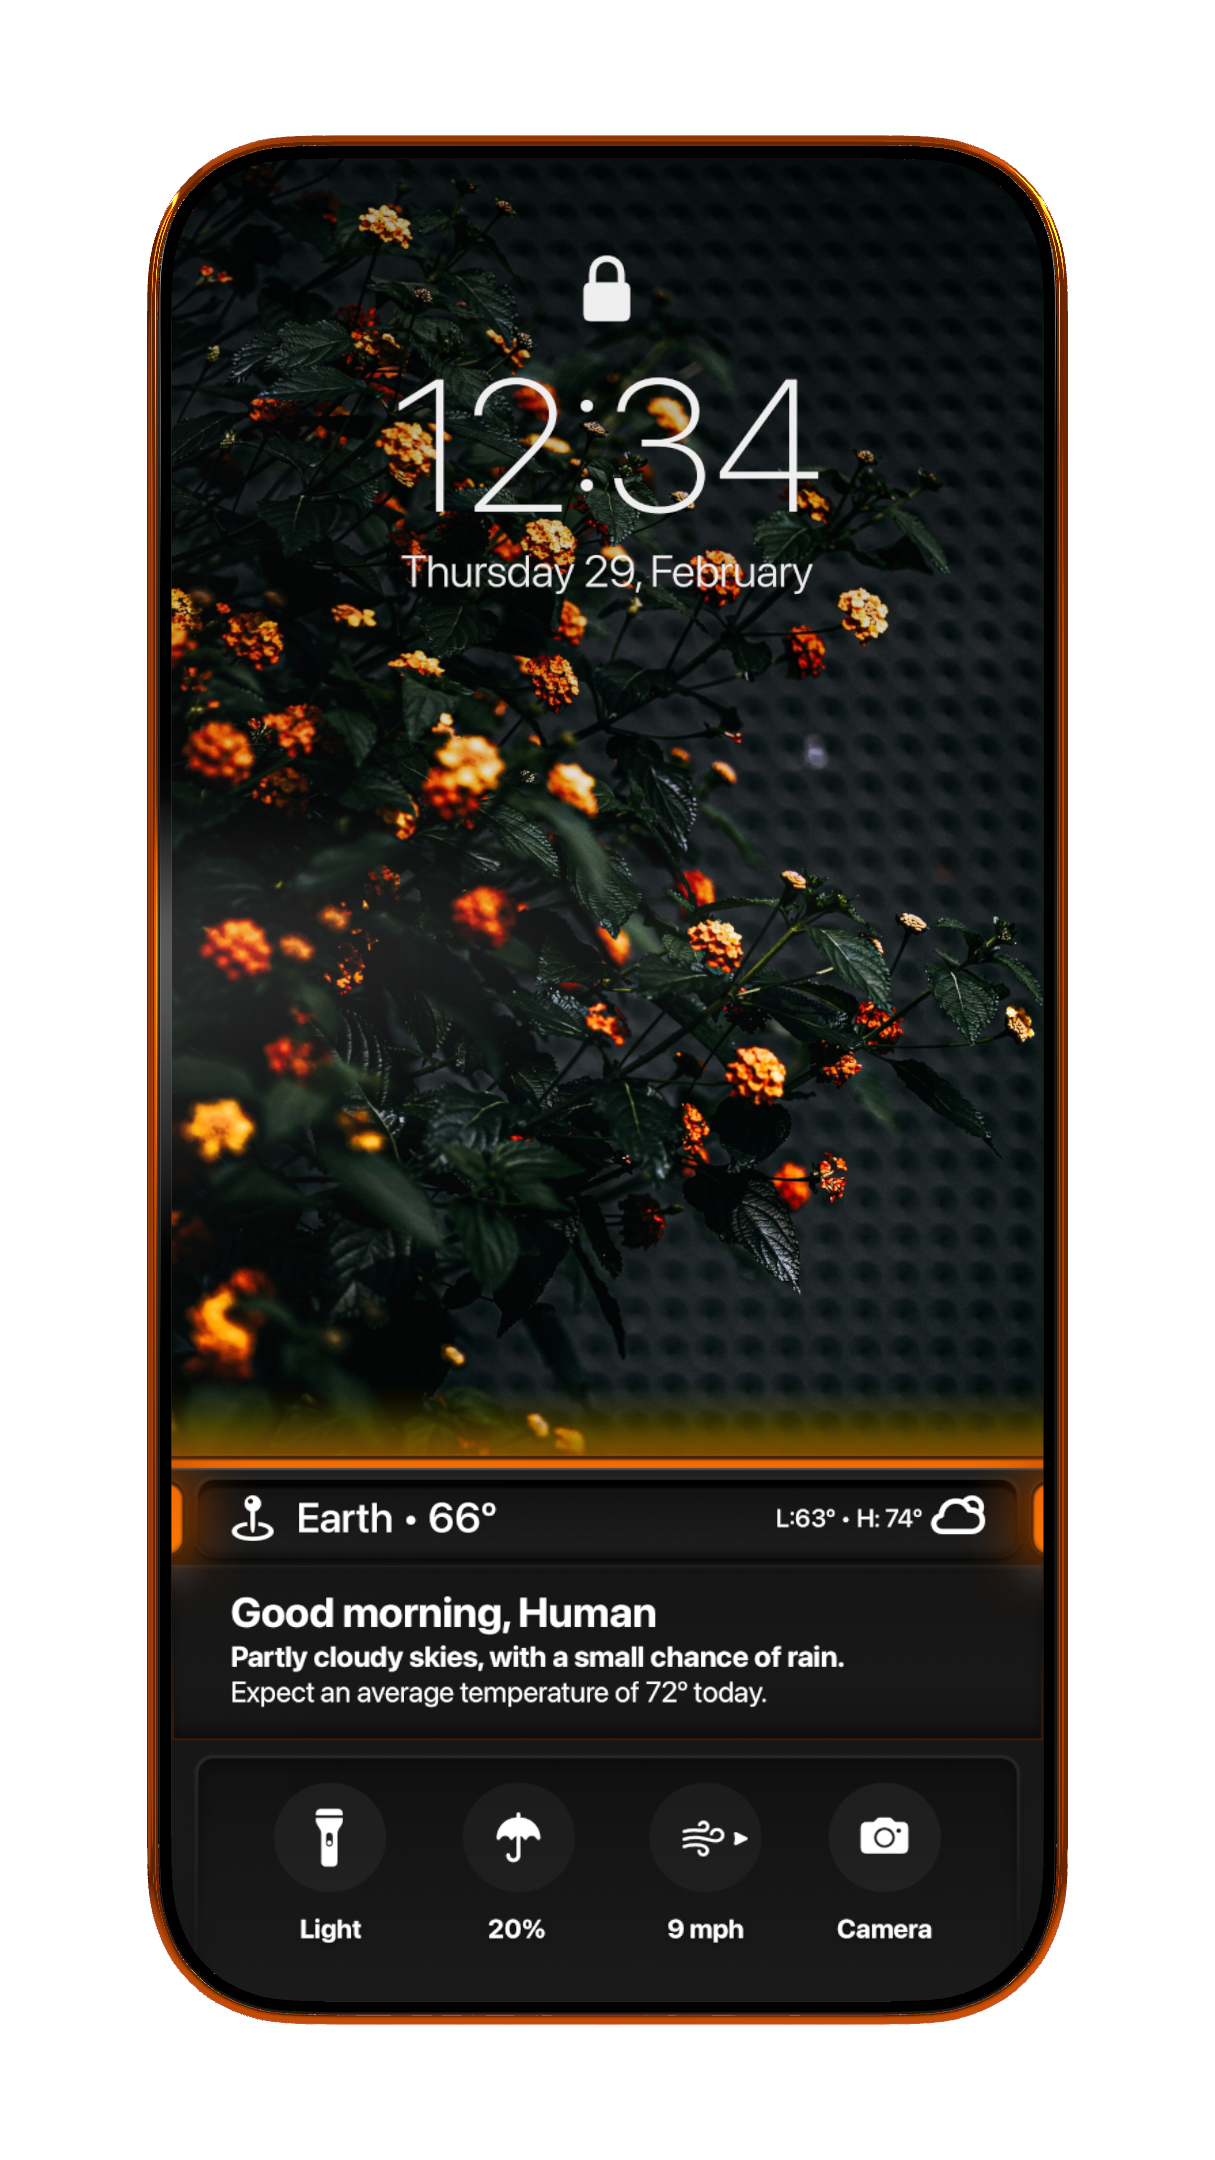 12:34
Thursday 29, February
Earth • 66°
L:63° • H: 74°
Good morning, Human
Partly cloudy skies, with a small chance of rain.
Expect an average temperature of 72° today.
Light
20%
9 mph
Camera